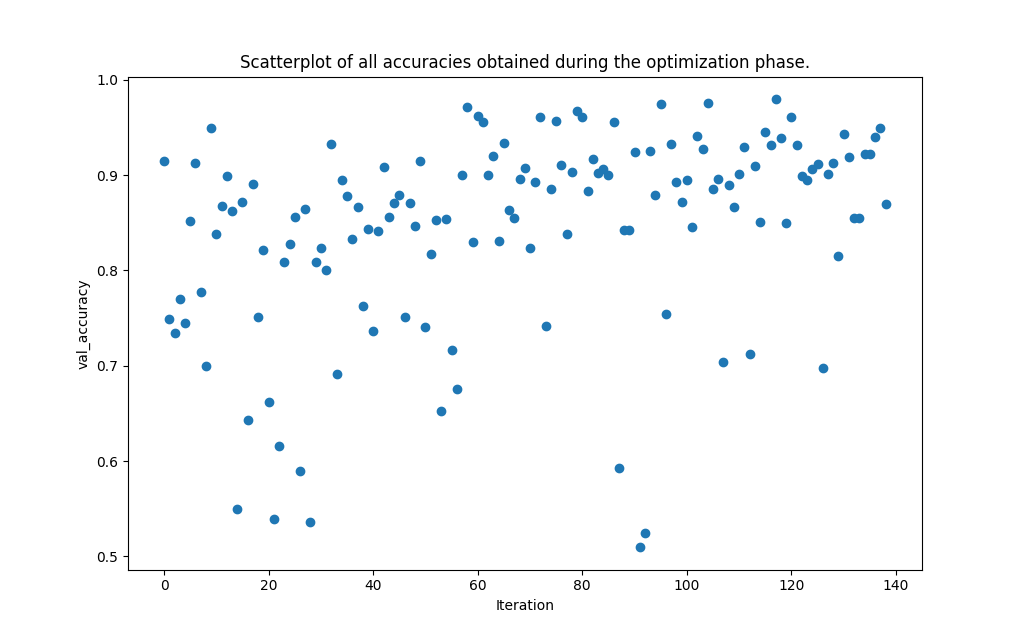 Scatterplot of all accuracies obtained during the optimization phase.
1.0
0.9
0.8
0.7
0.6
0.5
val_accuracy
0 20 40 60 80 100 120 140
Iteration